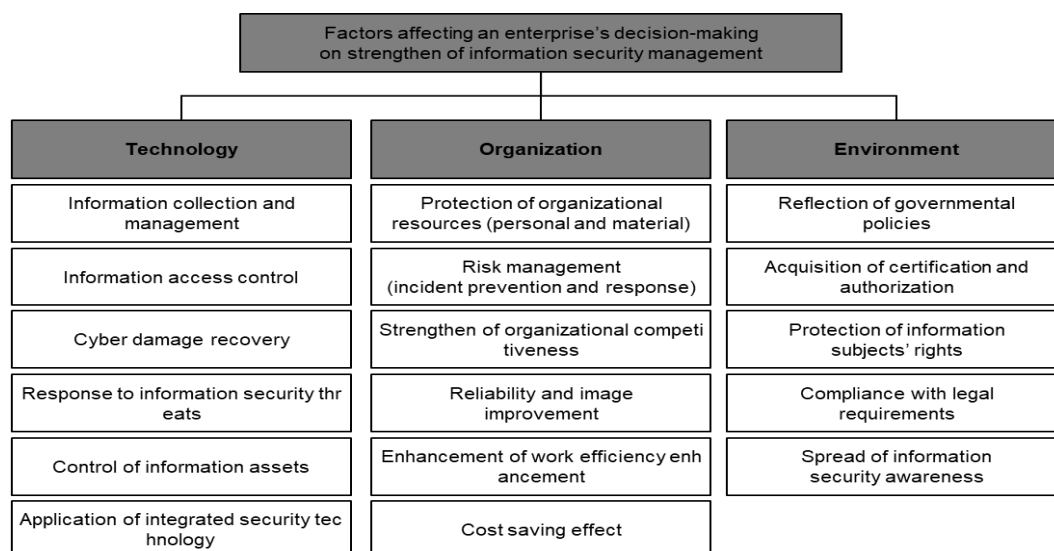 Factors affecting an enterprise's decision-making
on strengthen of information security management
Technology
Information collection and
management
Information access control
Cyber damage recovery
Response to information security thr
eats
Control of information assets
Application of integrated security tec
hnology
Organization
Protection of organizational
resources (personal and material)
Risk management
(incident prevention and response)
Strengthen of organizational competi
tiveness
Reliability and image
improvement
Enhancement of work efficiency enh
ancement
Cost saving effect
Environment
Reflection of governmental
policies
Acquisition of certification and
authorization
Protection of information
subjects' rights
Compliance with legal
requirements
Spread of information
security awareness